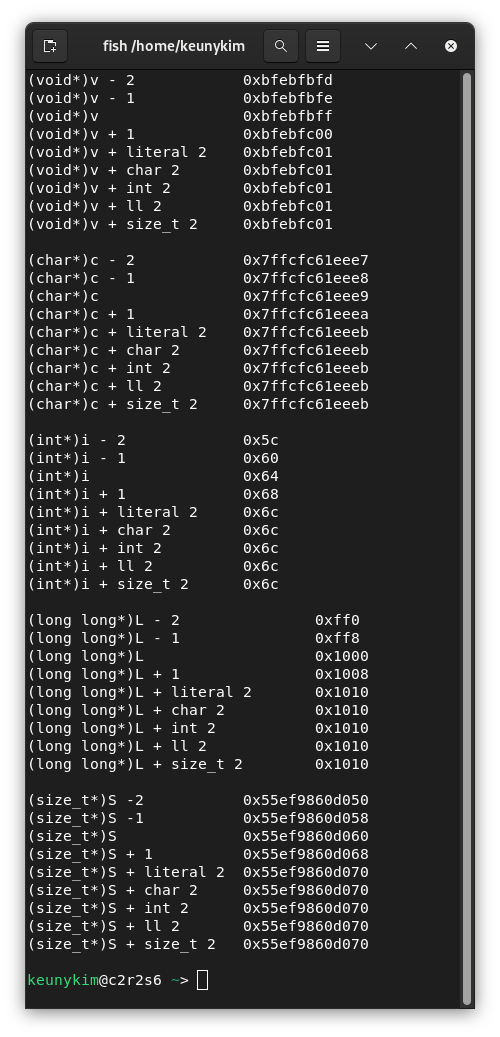 fish /home/keunykim
(void*)v - 2 0xbfebfbfd
(void*)v - 1 0xbfebfbfe
(void*)v 0xbfebfbff
(void*)v + 1 0xbfebfc00
(void*)v + literal 2 0xbfebfc01
(void*)v + char 2 0xbfebfc01
(void*)v + int 2 0xbfebfc01
(void*)v + ll 2 0xbfebfc01
(void*)v + size_t 2 0xbfebfc01
(char*)c - 2 0x7ffcfc61eee7
(char*)c - 1 0x7ffcfc61eee8
(char*)c 0x7ffcfc61eee9
(char*)c + 1 0x7ffcfc61eeea
(char*)c + literal 2 0x7ffcfc61eeeb
(char*)c + char 2 0x7ffcfc61eeeb
(char*)c + int 2 0x7ffcfc61eeeb
(char*)c + ll 2 0x7ffcfc61eeeb
(char*)c + size_t 2 0x7ffcfc61eeeb
(int*)i - 2 0x5c
(int*)i - 1 0x60
(int*)i 0x64
(int*)i + 1 0x68
(int*)i + literal 2 0x6c
(int*)i + char 2 0x6c
(int*)i + int 2 0x6c
(int*)i + ll 2 0x6c
(int*)i + size_t 2 0x6c
(long long*)L - 2 0xff0
(long long*)L - 1 0xff8
(long long*)L 0x1000
(long long*)L + 1 0x1008
(long long*)L + literal 2 0x1010
(long long*)L + char 2 0x1010
(long long*)L + int 2 0x1010
(long long*)L + ll 2 0x1010
(long long*)L + size_t 2 0x1010
(size_t*)S -2 0x55ef9860d050
(size_t*)S -1 0x55ef9860d058
(size_t*)S 0x55ef9860d060
(size_t*)S + 1 0x55ef9860d068
(size_t*)S + literal 2 0x55ef9860d070
(size_t*)S + char 2 0x55ef9860d070
(size_t*)S + int 2 0x55ef9860d070
(size_t*)S + ll 2 0x55ef9860d070
(size_t*)S + size_t 2 0x55ef9860d070
keunykim@c2r2s6 ~>